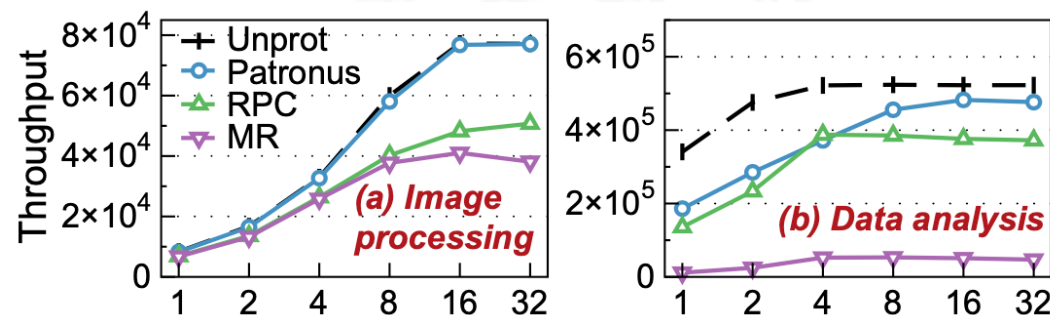 Throughput
8×10⁴
6×10⁴
4×10⁴
2×10⁴
0
Unprot
Patronus
RPC
MR
(a) Image
processing
1 2 4 8 16 32
6×10⁵
4×10⁵
2×10⁵
0
(b) Data analysis
1 2 4 8 16 32